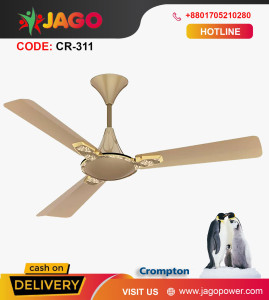 JAGO
+8801705210280
HOTLINE
CODE: CR-311
cash on
DELIVERY
Crompton
VISIT US
www.jagopower.com